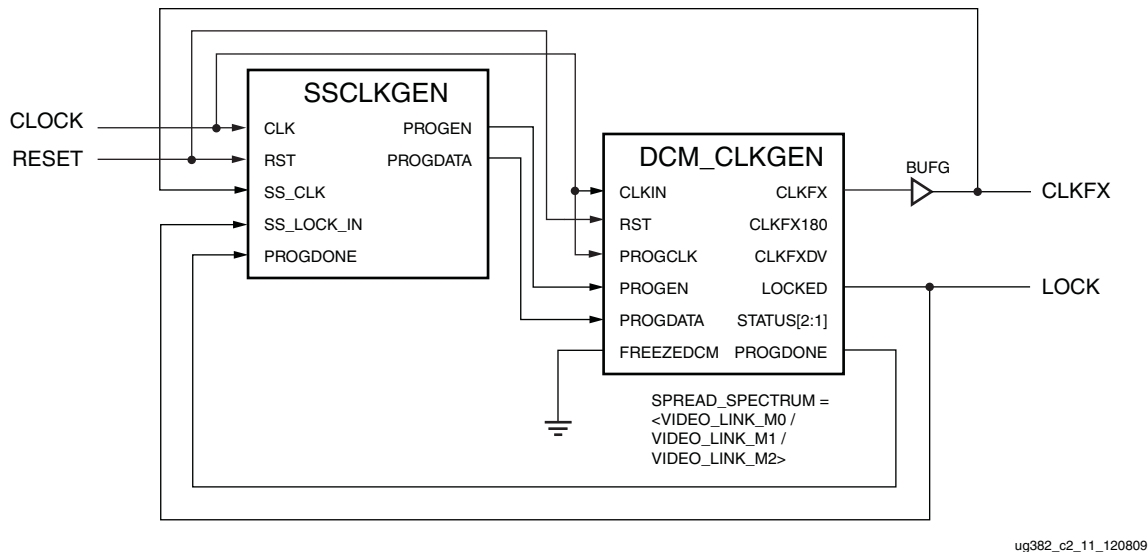 SSCLKGEN
CLOCK
RESET
CLK
RST
SS_CLK
SS_LOCK_IN
PROGDONE
PROGEN
PROGDATA
DCM_CLKGEN
CLKIN
RST
PROGCLK
PROGEN
PROGDATA
FREEZEDCM
CLKFX
CLKFX180
CLKFXDV
LOCKED
STATUS[2:1]
PROGDONE
BUFG
CLKFX
LOCK
SPREAD_SPECTRUM =
<VIDEO_LINK_M0 /
VIDEO_LINK_M1 /
VIDEO_LINK_M2>
ug382_c2_11_120809